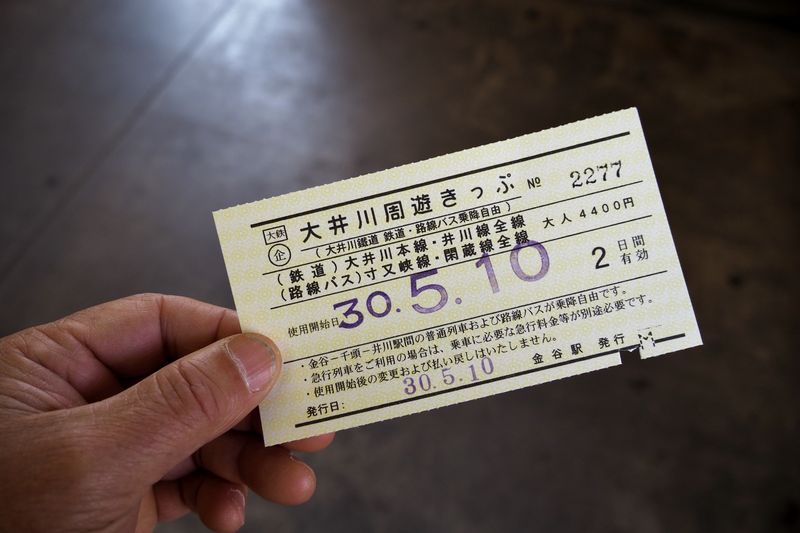 大鉄 企 大井川周遊きっぷ № 2277
(大井川鐵道 鉄道・路線バス乗降自由)
(鉄道)大井川本線・井川線全線 大人 4400円
(路線バス)寸又峡線・閑蔵線全線
使用開始日 30.5.10 2日間有効
・金谷－千頭－井川駅間の普通列車および路線バスが乗降自由です。
・急行列車をご利用の場合は、乗車に必要な急行料金等が別途必要です。
・使用開始後の変更および払い戻しはいたしません。
発行日: 30.5.10 金谷駅 発行